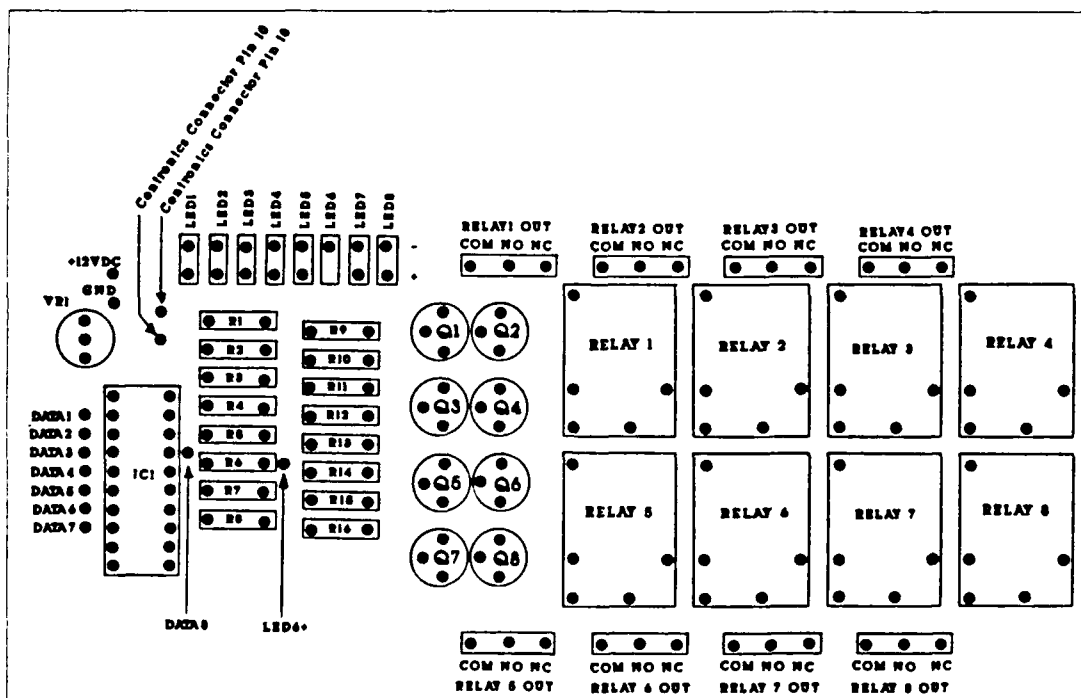 Centronics Connector Pin 10
Centronics Connector Pin 18
LED1
LED2
LED3
LED4
LED5
LED6
LED7
LED8
-
+
RELAY1 OUT
COM NO NC
RELAY2 OUT
COM NO NC
RELAY3 OUT
COM NO NC
RELAY4 OUT
COM NO NC
+12VDC
GND
VR1
R1
R2
R3
R4
R5
R6
R7
R8
R9
R10
R11
R12
R13
R14
R15
R16
Q1
Q2
Q3
Q4
Q5
Q6
Q7
Q8
RELAY 1
RELAY 2
RELAY 3
RELAY 4
DATA1
DATA2
DATA3
DATA4
DATA5
DATA6
DATA7
IC1
RELAY 5
RELAY 6
RELAY 7
RELAY 8
DATA8
LED6+
COM NO NC
RELAY 5 OUT
COM NO NC
RELAY 6 OUT
COM NO NC
RELAY 7 OUT
COM NO NC
RELAY 8 OUT